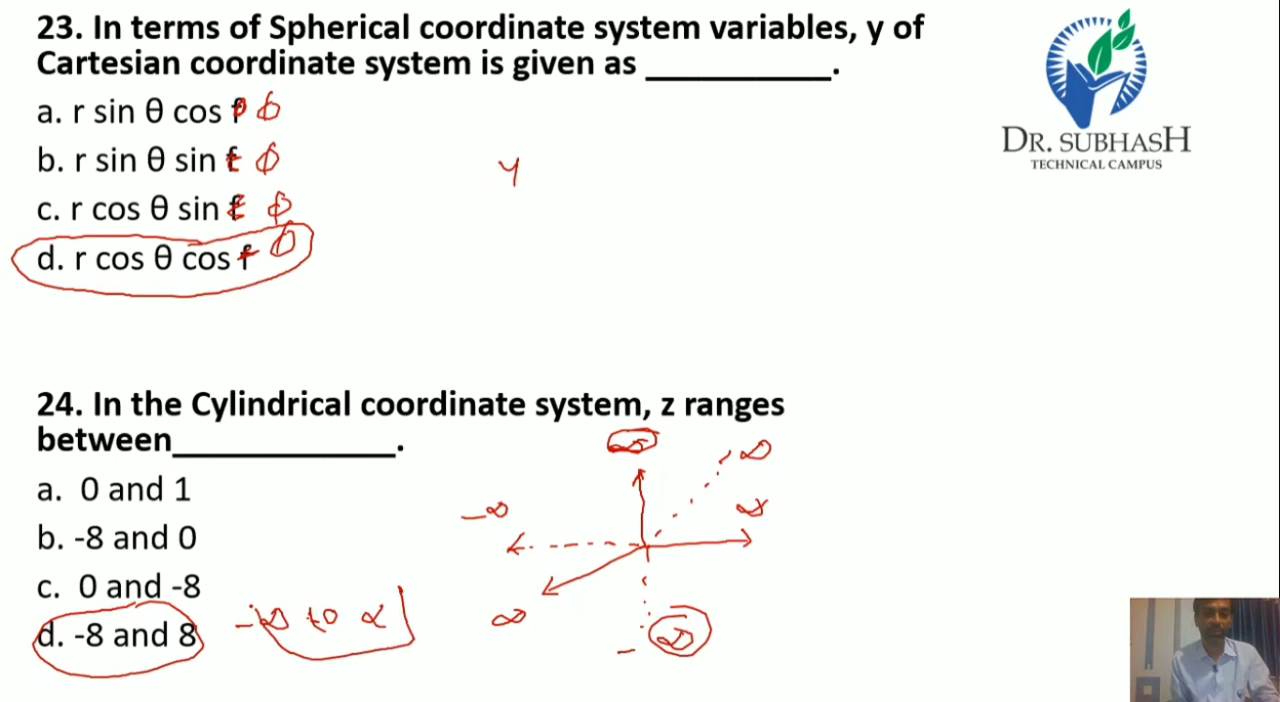 23. In terms of Spherical coordinate system variables, y of
Cartesian coordinate system is given as ___________.
a. r sin θ cos f ϕ
b. r sin θ sin f ϕ
c. r cos θ sin f ϕ
d. r cos θ cos f ϕ
y
DR. SUBHASH
TECHNICAL CAMPUS
24. In the Cylindrical coordinate system, z ranges
between_____________.
a. 0 and 1
b. -8 and 0
c. 0 and -8
d. -8 and 8
-∞ to ∞
∞
∞
-∞
∞
∞
-∞